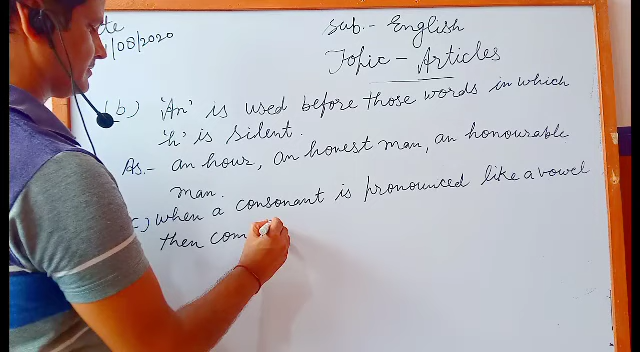 te
Sub.- English
/08/2020
Topic - Articles
(b) 'An' is used before those words in which
'h' is silent.
As.- an hour, an honest man, an honourable
man.
c) when a consonant is pronounced like a vowel
then com